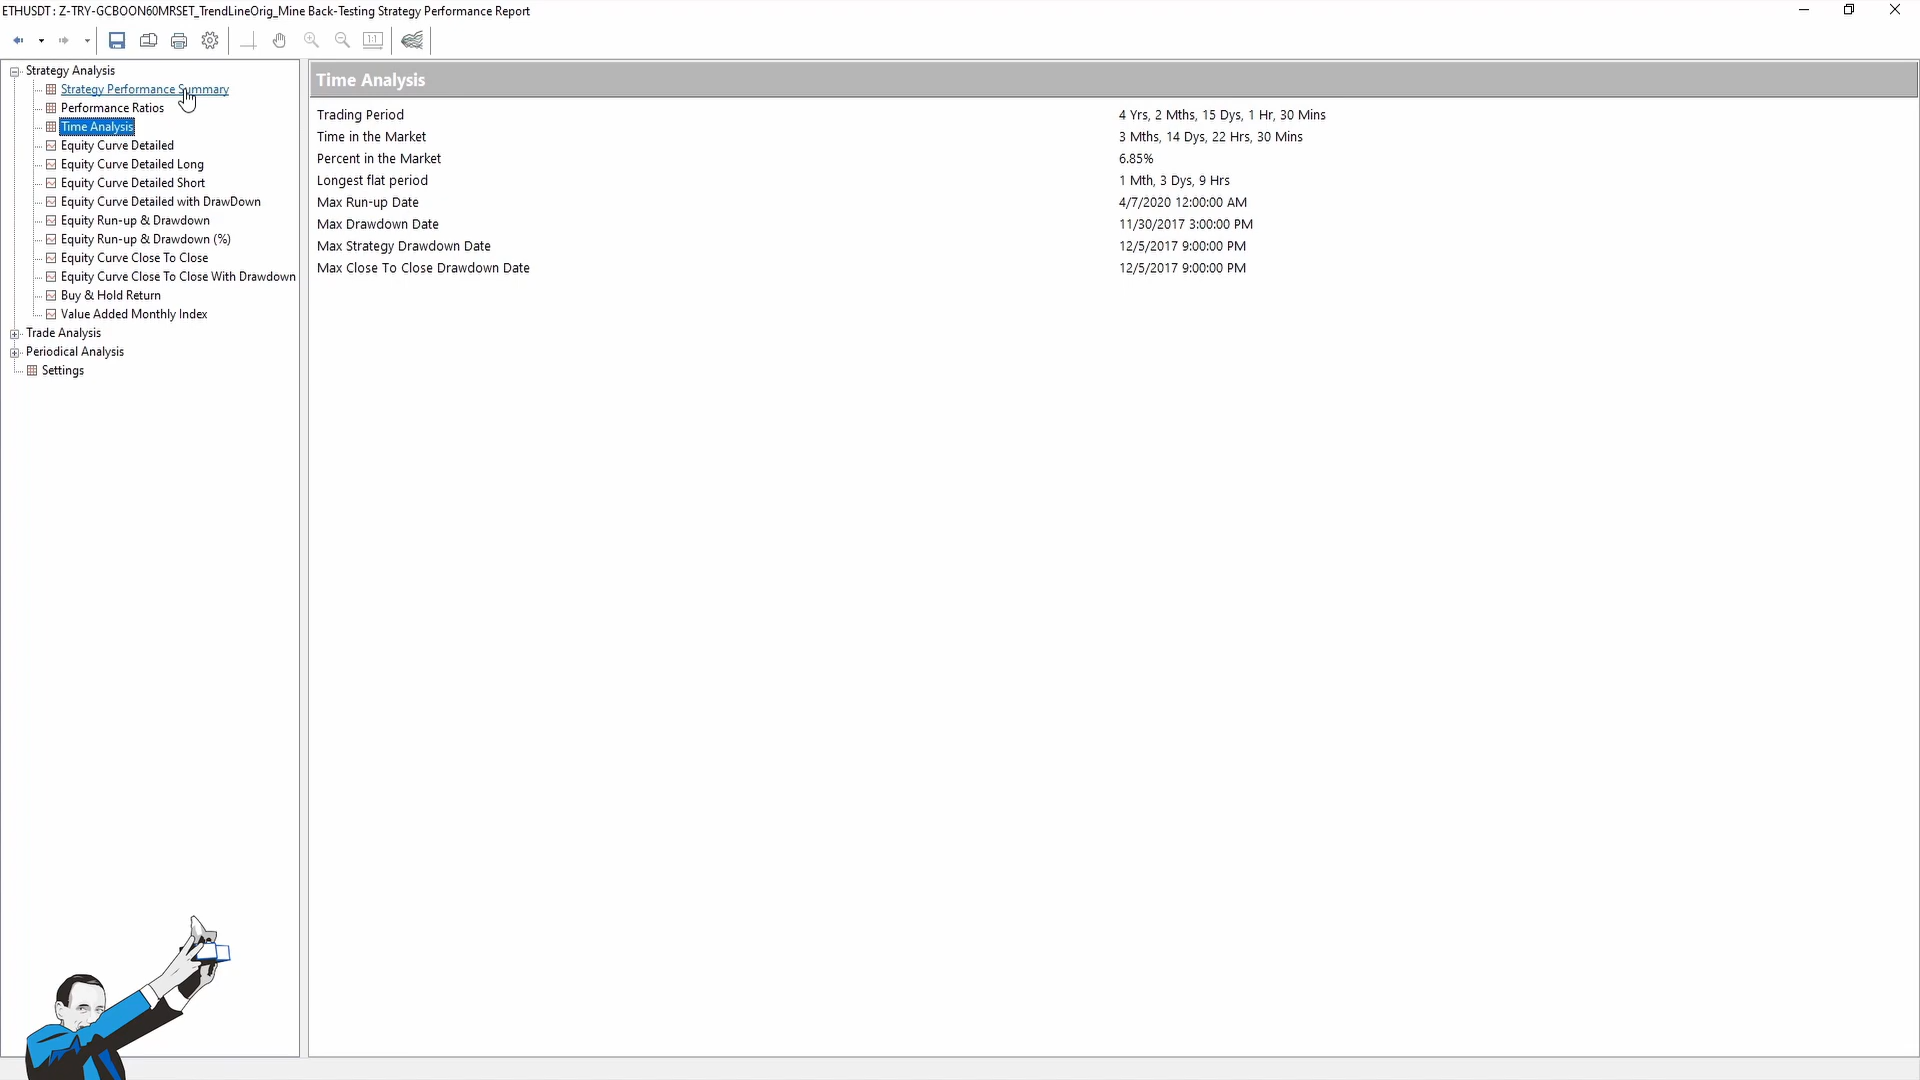 ETHUSDT : Z-TRY-GCBOON60MRSET_TrendLineOrig_Mine Back-Testing Strategy Performance Report
1:1
Strategy Analysis
Strategy Performance Summary
Performance Ratios
Time Analysis
Equity Curve Detailed
Equity Curve Detailed Long
Equity Curve Detailed Short
Equity Curve Detailed with DrawDown
Equity Run-up & Drawdown
Equity Run-up & Drawdown (%)
Equity Curve Close To Close
Equity Curve Close To Close With Drawdown
Buy & Hold Return
Value Added Monthly Index
Trade Analysis
Periodical Analysis
Settings
Time Analysis
Trading Period 4 Yrs, 2 Mths, 15 Dys, 1 Hr, 30 Mins
Time in the Market 3 Mths, 14 Dys, 22 Hrs, 30 Mins
Percent in the Market 6.85%
Longest flat period 1 Mth, 3 Dys, 9 Hrs
Max Run-up Date 4/7/2020 12:00:00 AM
Max Drawdown Date 11/30/2017 3:00:00 PM
Max Strategy Drawdown Date 12/5/2017 9:00:00 PM
Max Close To Close Drawdown Date 12/5/2017 9:00:00 PM